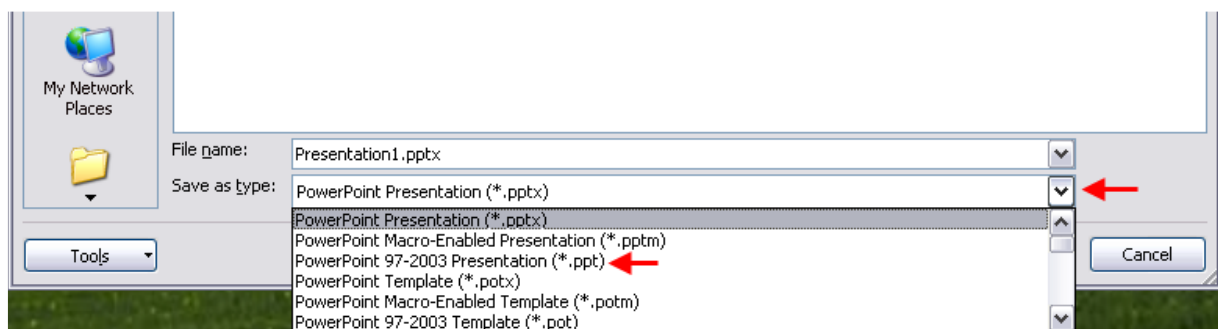 My Network
Places
File name:
Presentation1.pptx
Save as type:
PowerPoint Presentation (*.pptx)
PowerPoint Presentation (*.pptx)
PowerPoint Macro-Enabled Presentation (*.pptm)
PowerPoint 97-2003 Presentation (*.ppt)
PowerPoint Template (*.potx)
PowerPoint Macro-Enabled Template (*.potm)
PowerPoint 97-2003 Template (*.pot)
Tools
Cancel